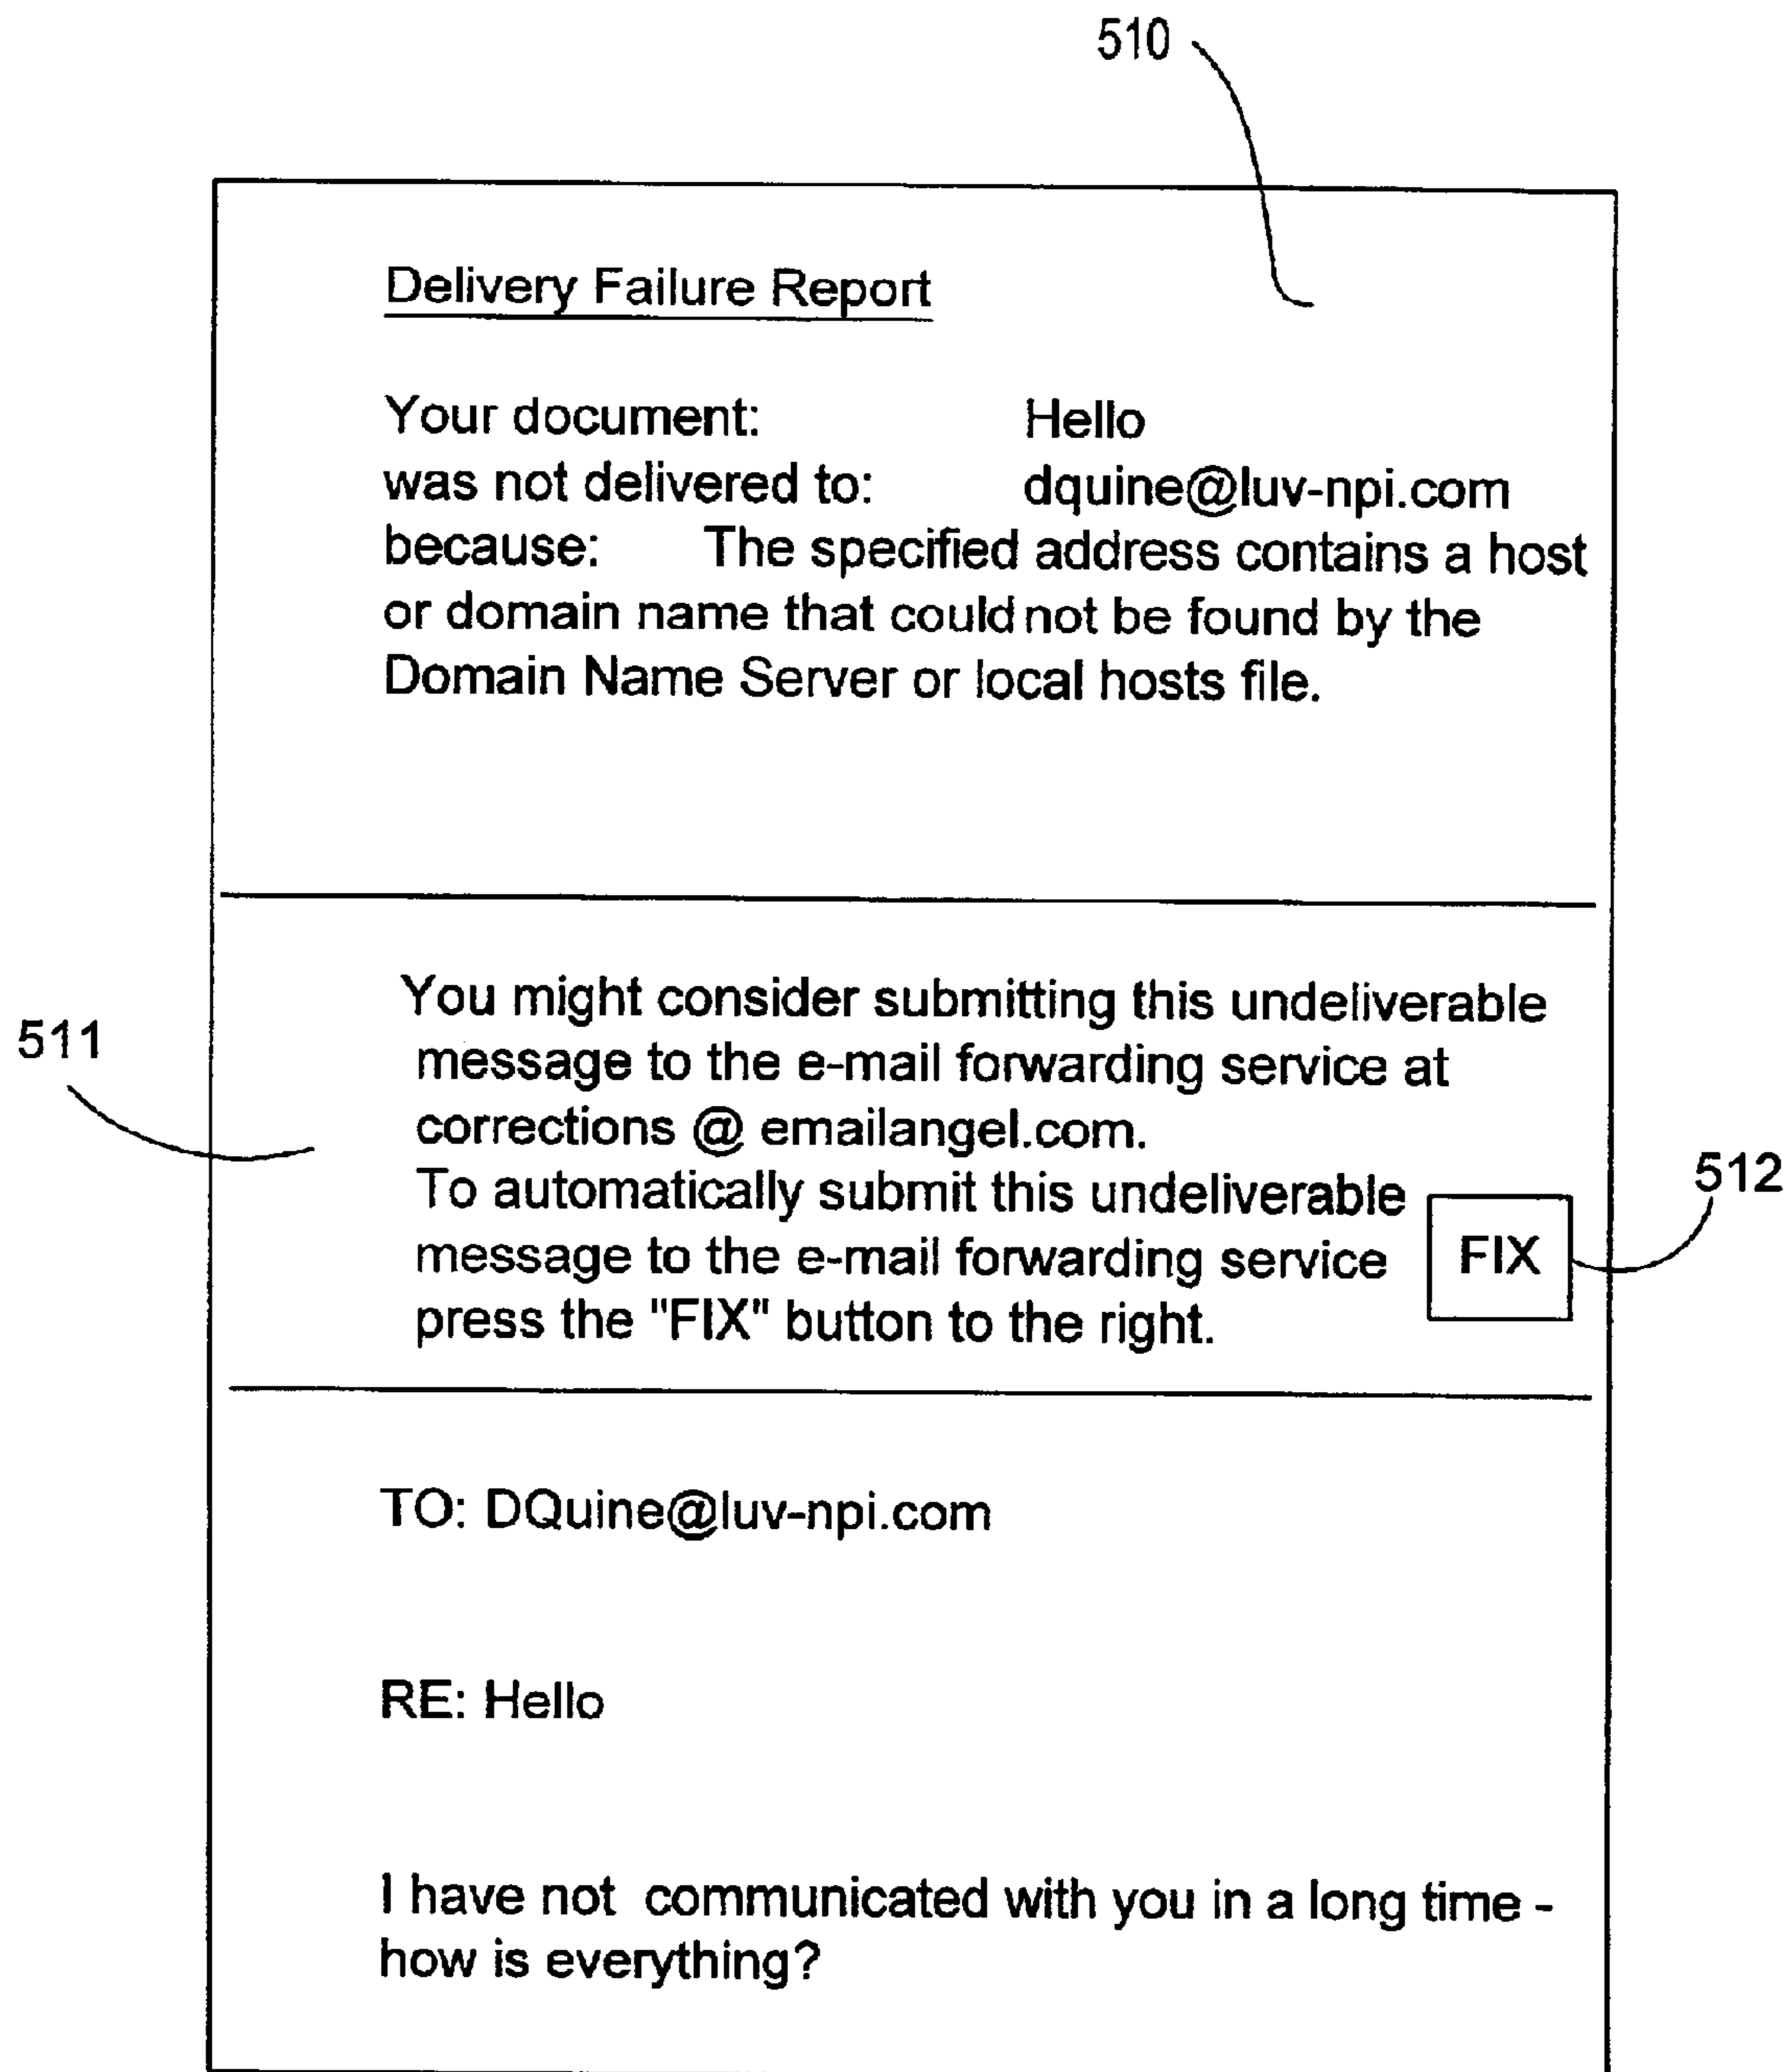 510
Delivery Failure Report
Your document: Hello
was not delivered to: dquine@luv-npi.com
because: The specified address contains a host
or domain name that could not be found by the
Domain Name Server or local hosts file.
511
You might consider submitting this undeliverable
message to the e-mail forwarding service at
corrections @ emailangel.com.
To automatically submit this undeliverable
message to the e-mail forwarding service
press the "FIX" button to the right.
FIX
512
TO: DQuine@luv-npi.com
RE: Hello
I have not communicated with you in a long time -
how is everything?